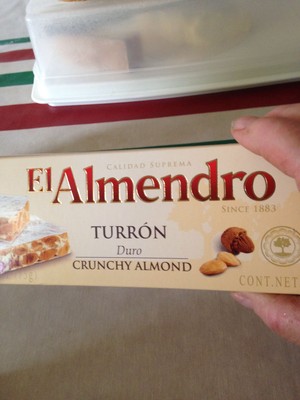 CALIDAD SUPREMA
El Almendro
SINCE 1883
TURRÓN
Duro
CRUNCHY ALMOND
CONT.NET